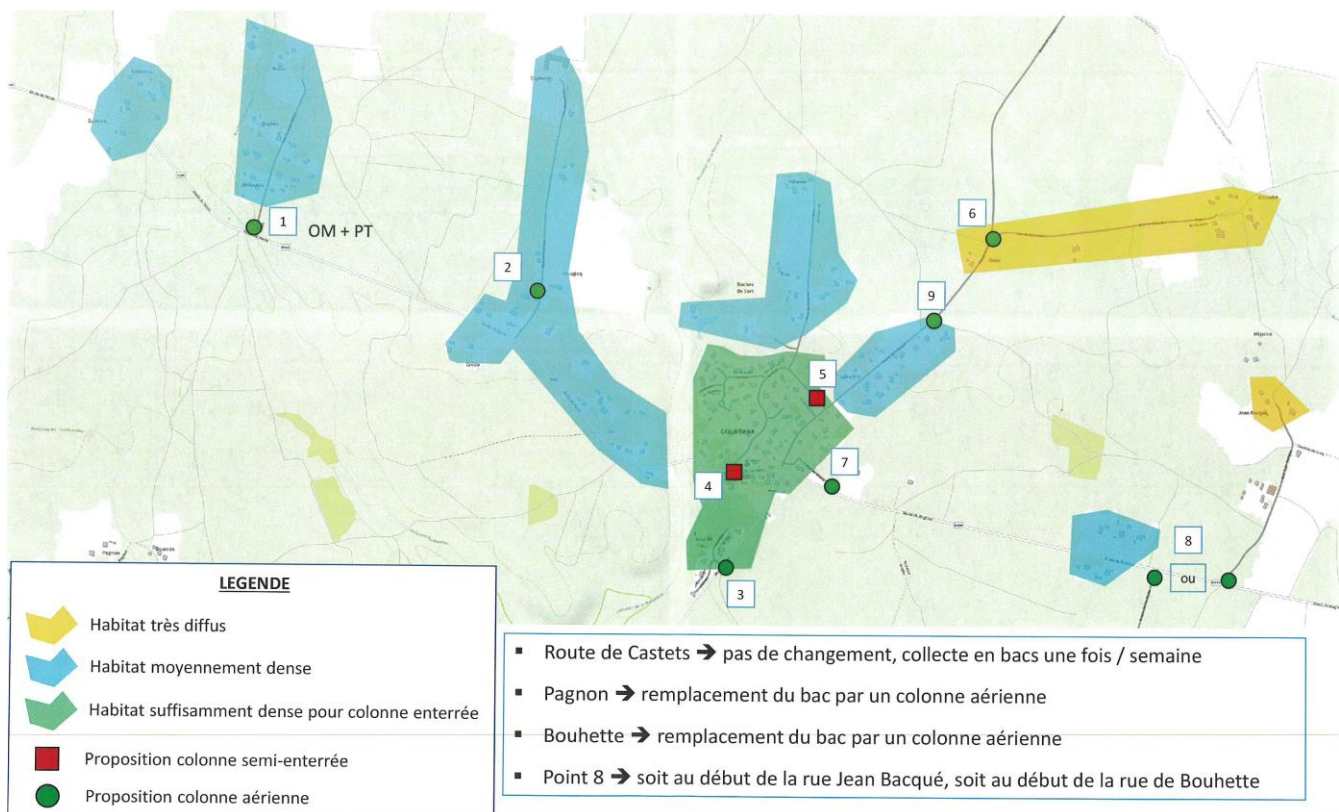 1
OM + PT
2
6
9
5
GOURBERA
7
4
3
8
ou
LEGENDE
Habitat très diffus
Habitat moyennement dense
Habitat suffisamment dense pour colonne enterrée
Proposition colonne semi-enterrée
Proposition colonne aérienne
▪ Route de Castets ➔ pas de changement, collecte en bacs une fois / semaine
▪ Pagnon ➔ remplacement du bac par un colonne aérienne
▪ Bouhette ➔ remplacement du bac par un colonne aérienne
▪ Point 8 ➔ soit au début de la rue Jean Bacqué, soit au début de la rue de Bouhette